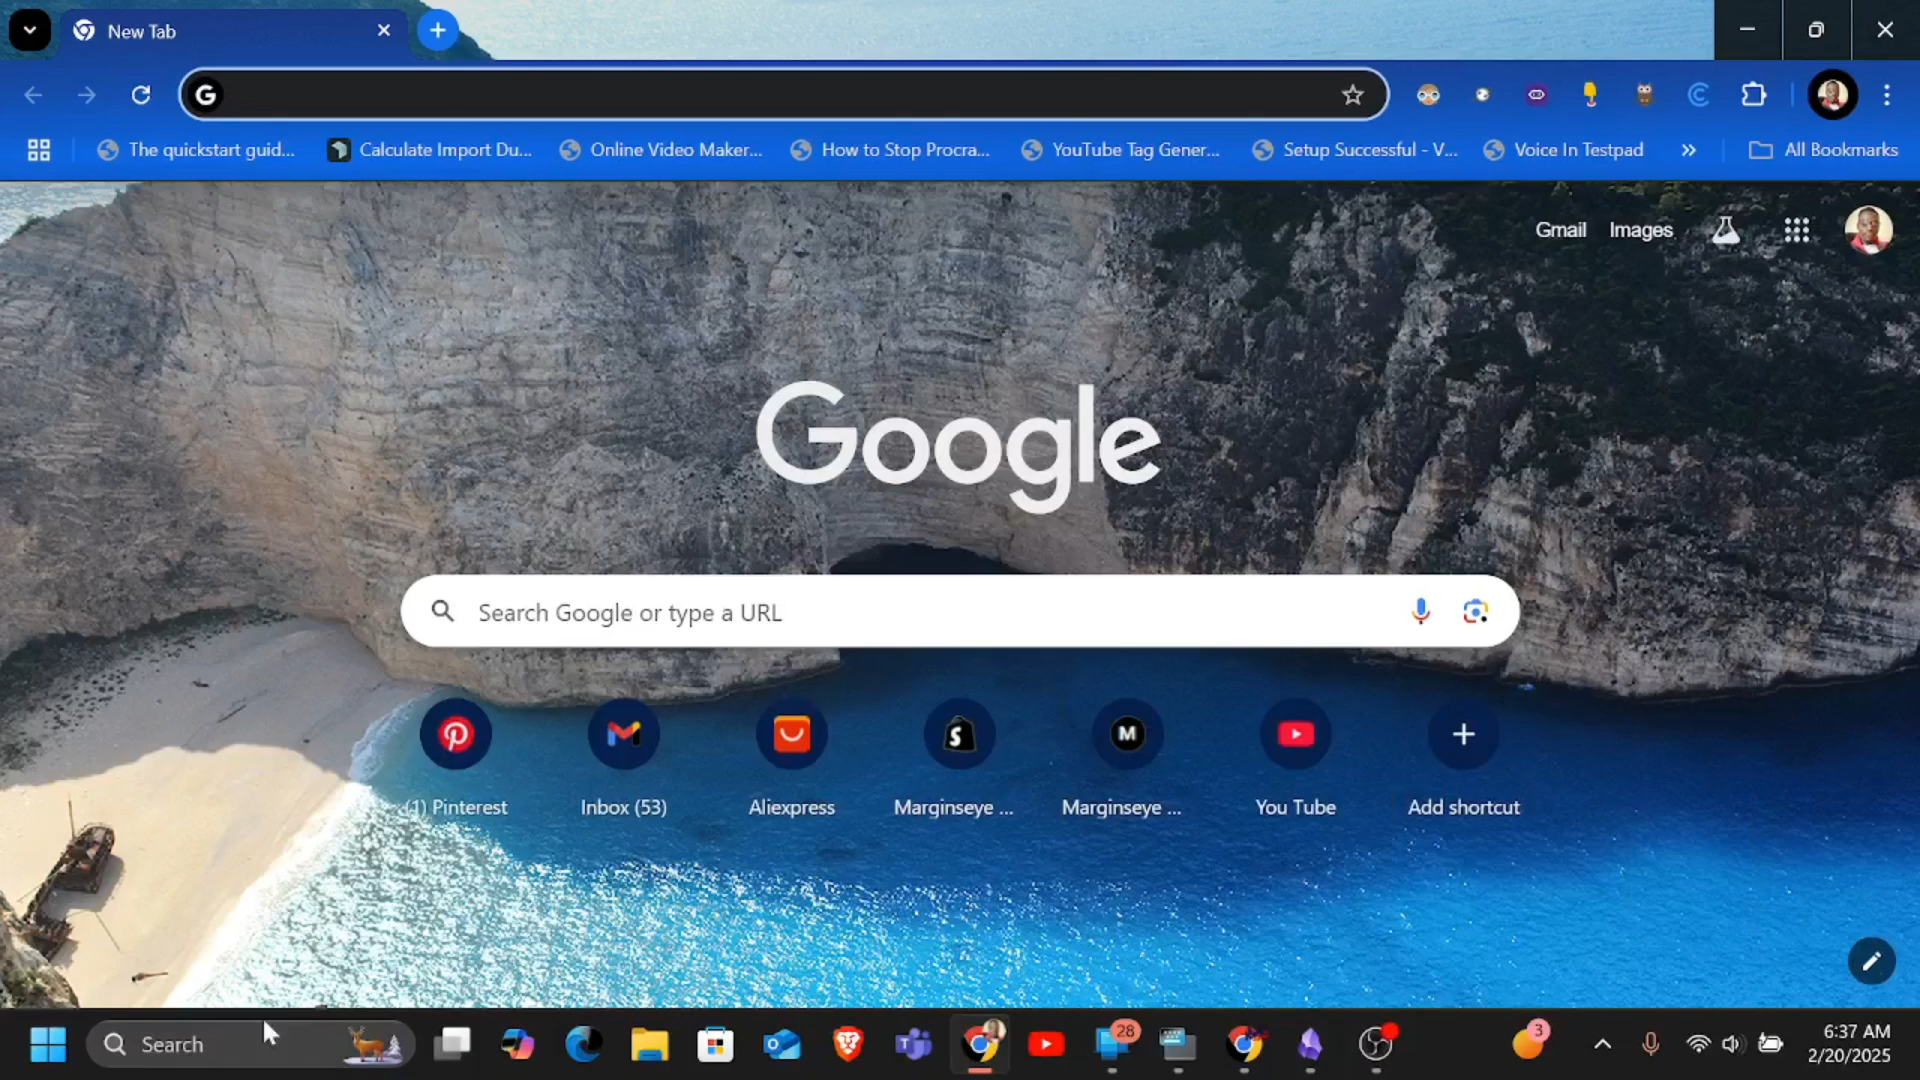 New Tab
G
The quickstart guid...
Calculate Import Du...
Online Video Maker...
How to Stop Procra...
YouTube Tag Gener...
Setup Successful - V...
Voice In Testpad
All Bookmarks
Gmail
Images
Google
Search Google or type a URL
M
(1) Pinterest
Inbox (53)
Aliexpress
Marginseye ...
Marginseye ...
You Tube
Add shortcut
Search
28
3
6:37 AM
2/20/2025